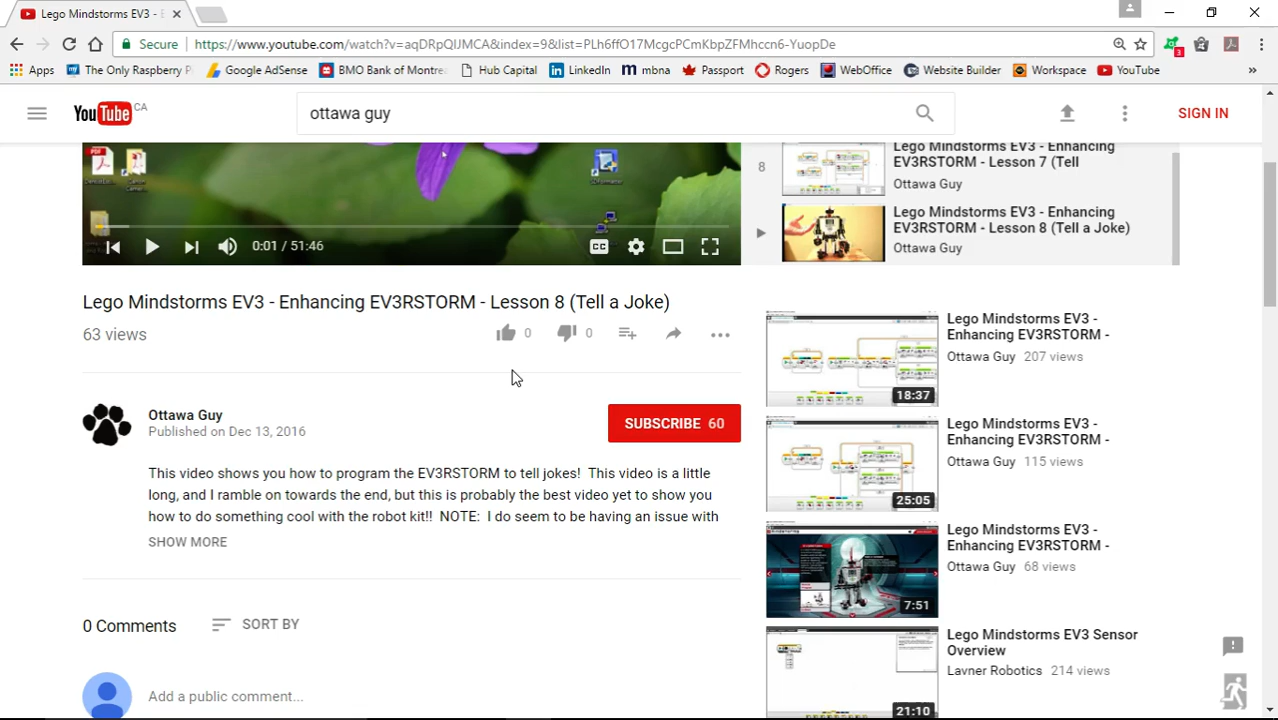 Lego Mindstorms EV3 - E
Secure https://www.youtube.com/watch?v=aqDRpQIJMCA&index=9&list=PLh6ffO17McgcPCmKbpZFMhccn6-YuopDe
3
Apps The Only Raspberry P Google AdSense BMO Bank of Montre Hub Capital LinkedIn mbna Passport Rogers WebOffice Website Builder Workspace YouTube »
YouTube CA
ottawa guy
SIGN IN
PDF
0:01 / 51:46
CC
8
Lego Mindstorms EV3 - Enhancing
EV3RSTORM - Lesson 7 (Tell
Ottawa Guy
Lego Mindstorms EV3 - Enhancing
EV3RSTORM - Lesson 8 (Tell a Joke)
Ottawa Guy
Lego Mindstorms EV3 - Enhancing EV3RSTORM - Lesson 8 (Tell a Joke)
63 views
0
0
Ottawa Guy
Published on Dec 13, 2016
SUBSCRIBE 60
This video shows you how to program the EV3RSTORM to tell jokes! This video is a little
long, and I ramble on towards the end, but this is probably the best video yet to show you
how to do something cool with the robot kit!! NOTE: I do seem to be having an issue with
SHOW MORE
0 Comments
SORT BY
Add a public comment...
Lego Mindstorms EV3 -
Enhancing EV3RSTORM -
Ottawa Guy 207 views
18:37
Lego Mindstorms EV3 -
Enhancing EV3RSTORM -
Ottawa Guy 115 views
25:05
Lego Mindstorms EV3 -
Enhancing EV3RSTORM -
Ottawa Guy 68 views
7:51
Lego Mindstorms EV3 Sensor
Overview
Lavner Robotics 214 views
21:10